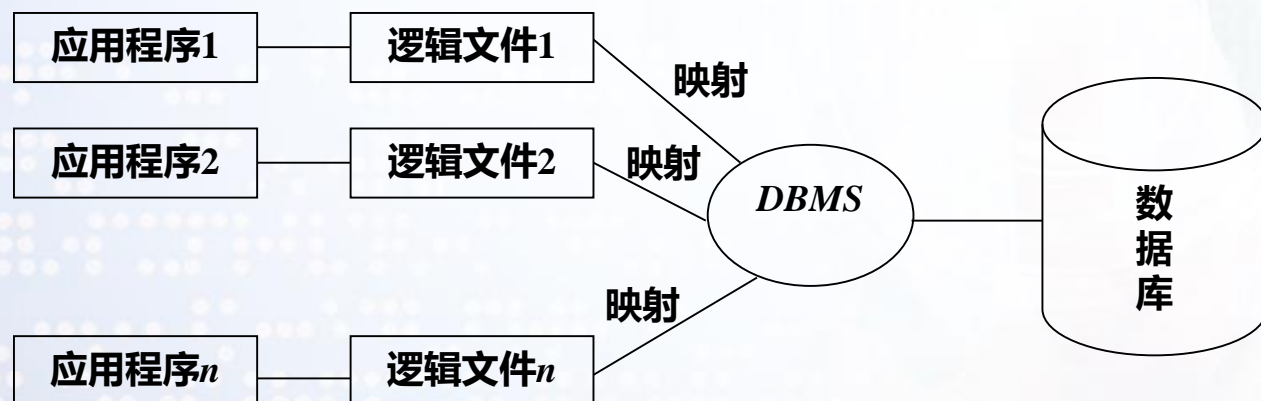 应用程序1
逻辑文件1
映射
应用程序2
逻辑文件2
映射
DBMS
数
据
库
映射
应用程序n
逻辑文件n